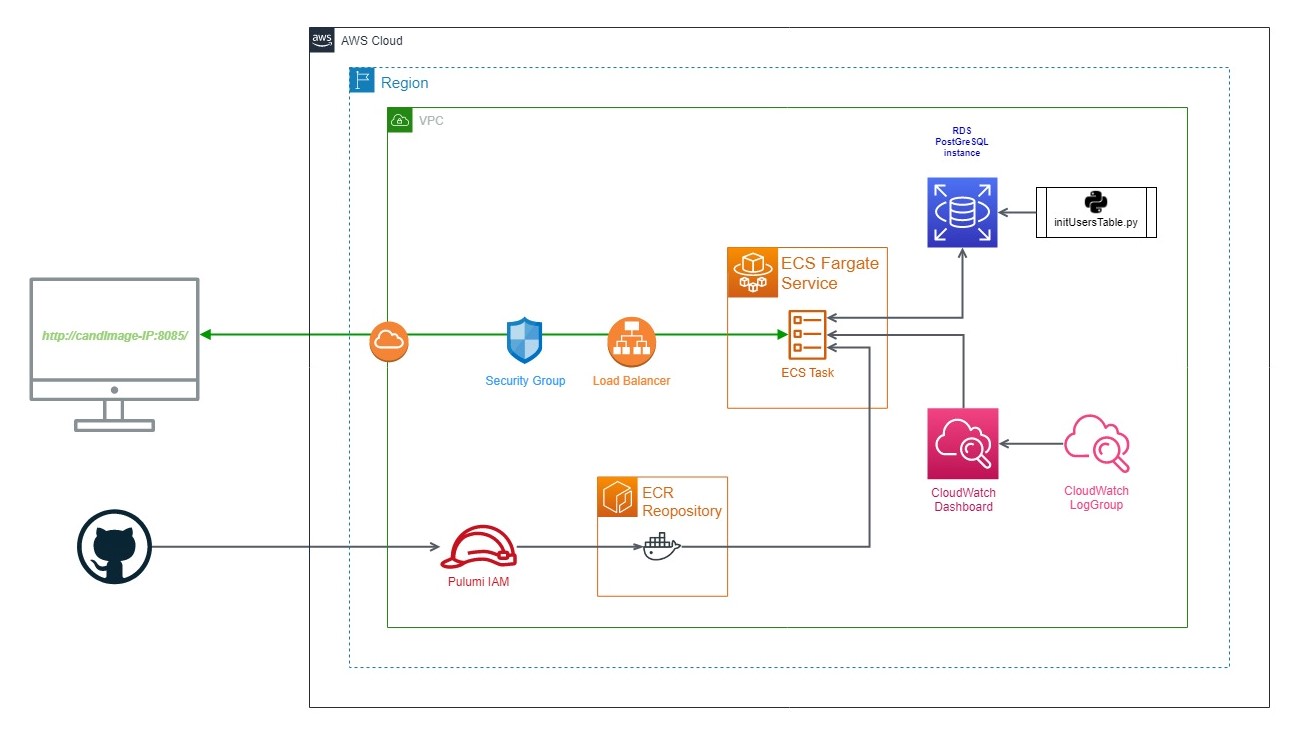 aws
AWS Cloud
Region
VPC
RDS
PostGreSQL
instance
initUsersTable.py
ECS Fargate
Service
http://candImage-IP:8085/
Security Group
Load Balancer
ECS Task
CloudWatch
Dashboard
CloudWatch
LogGroup
ECR
Reopository
Pulumi IAM